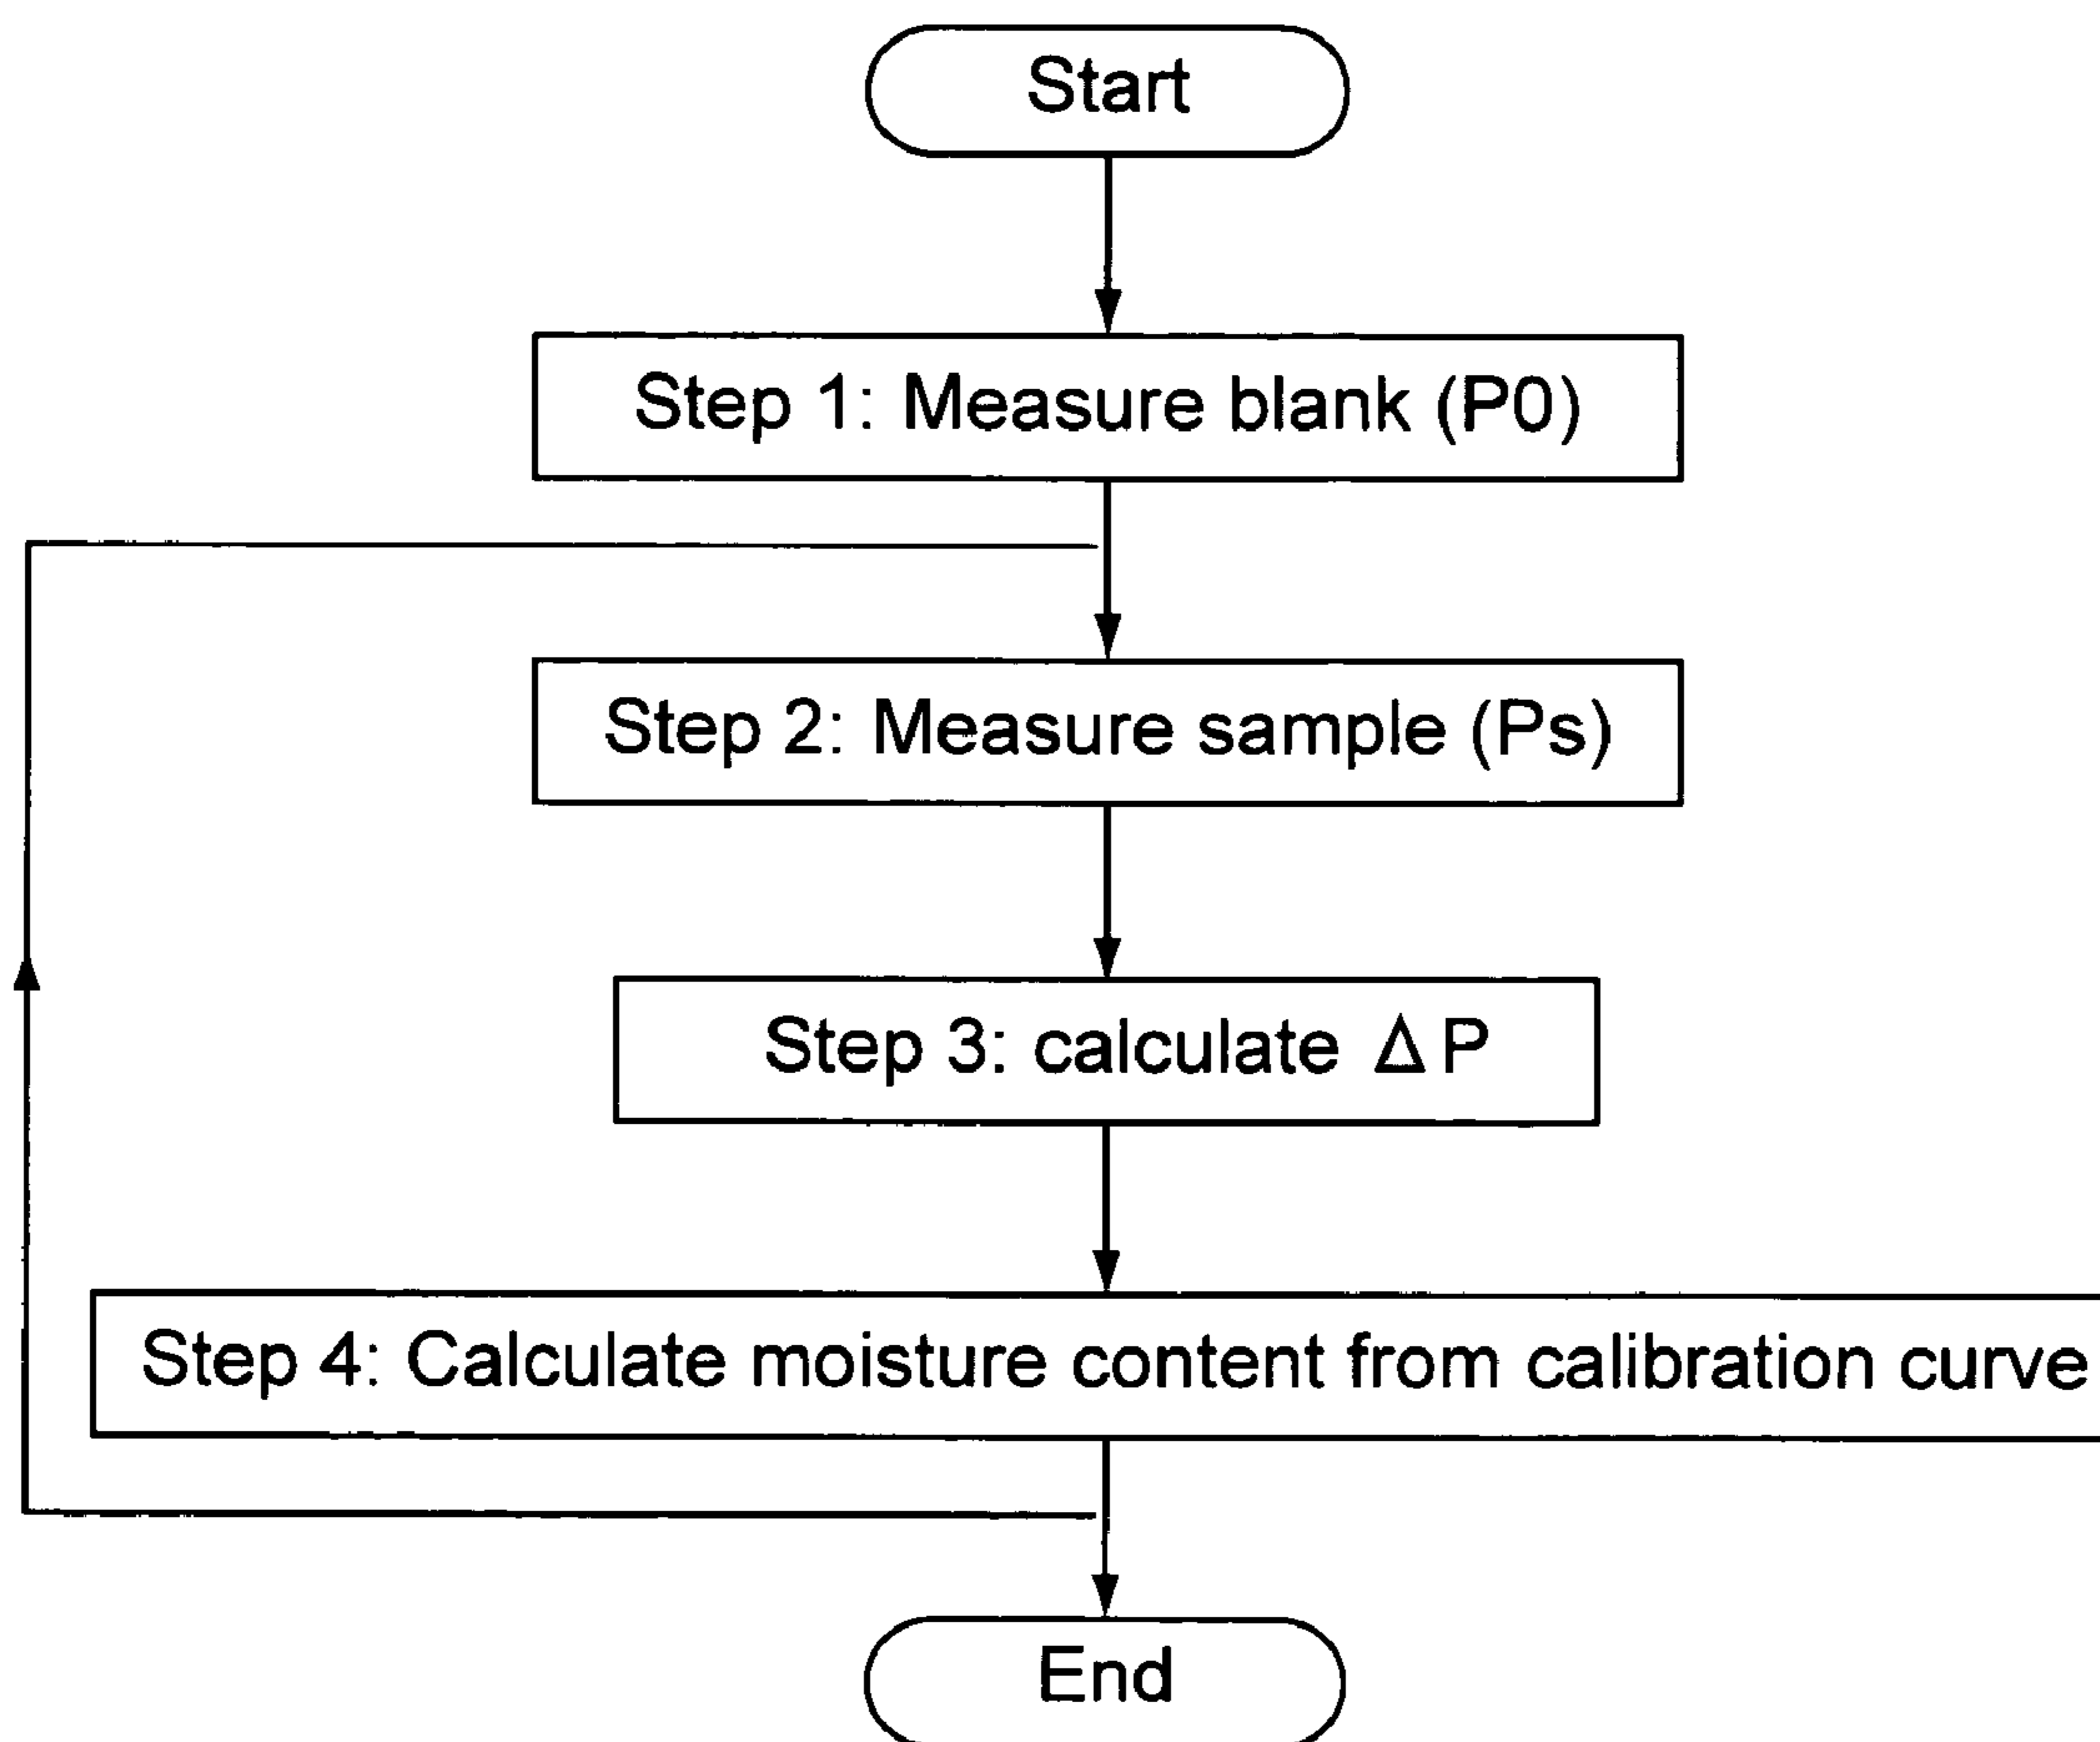 Start
Step 1: Measure blank (P0)
Step 2: Measure sample (Ps)
Step 3: calculate ΔP
Step 4: Calculate moisture content from calibration curve
End